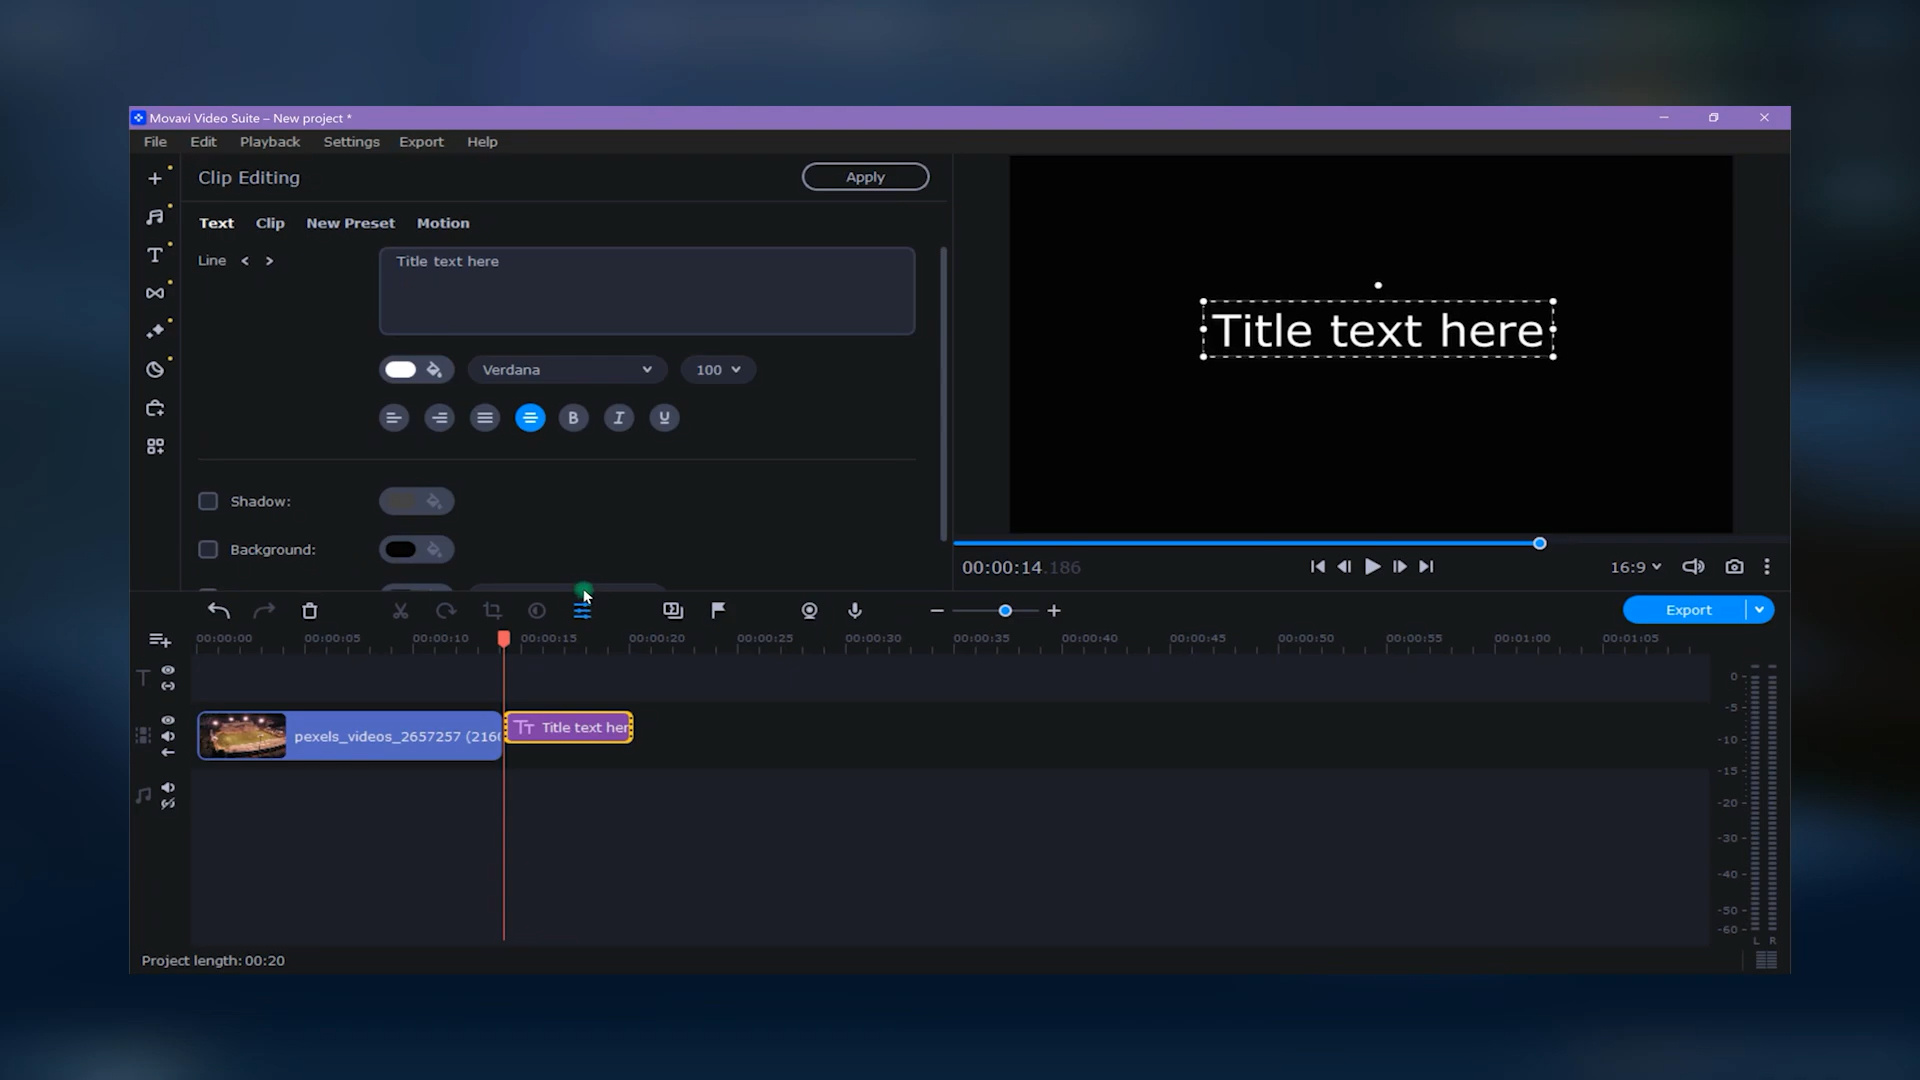 Movavi Video Suite – New project *
File Edit Playback Settings Export Help
Clip Editing
Apply
Text Clip New Preset Motion
Line < >
Title text here
Verdana
100
B I U
Shadow:
Background:
Title text here
00:00:14.186
16:9
Export
00:00:00 00:00:05 00:00:10 00:00:15 00:00:20 00:00:25 00:00:30 00:00:35 00:00:40 00:00:45 00:00:50 00:00:55 00:01:00 00:01:05
pexels_videos_2657257 (216
Title text her
0
-5
-10
-15
-20
-30
-40
-50
-60
L R
Project length: 00:20